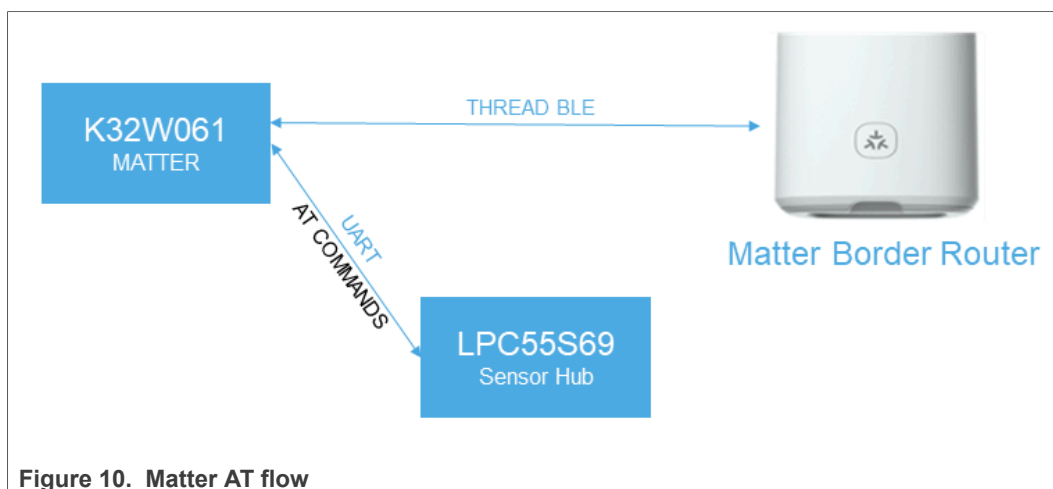 K32W061
MATTER
THREAD BLE
UART
AT COMMANDS
Matter Border Router
LPC55S69
Sensor Hub
Figure 10. Matter AT flow